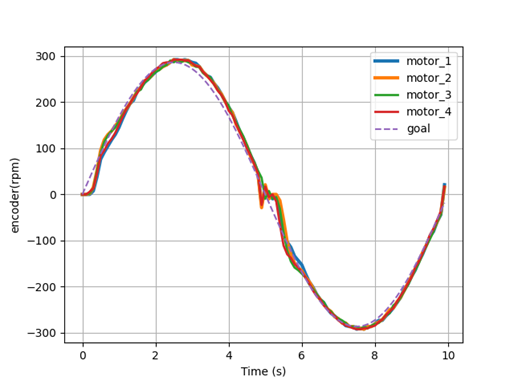 300
200
100
0
−100
−200
−300
encoder(rpm)
0
2
4
6
8
10
Time (s)
motor_1
motor_2
motor_3
motor_4
goal